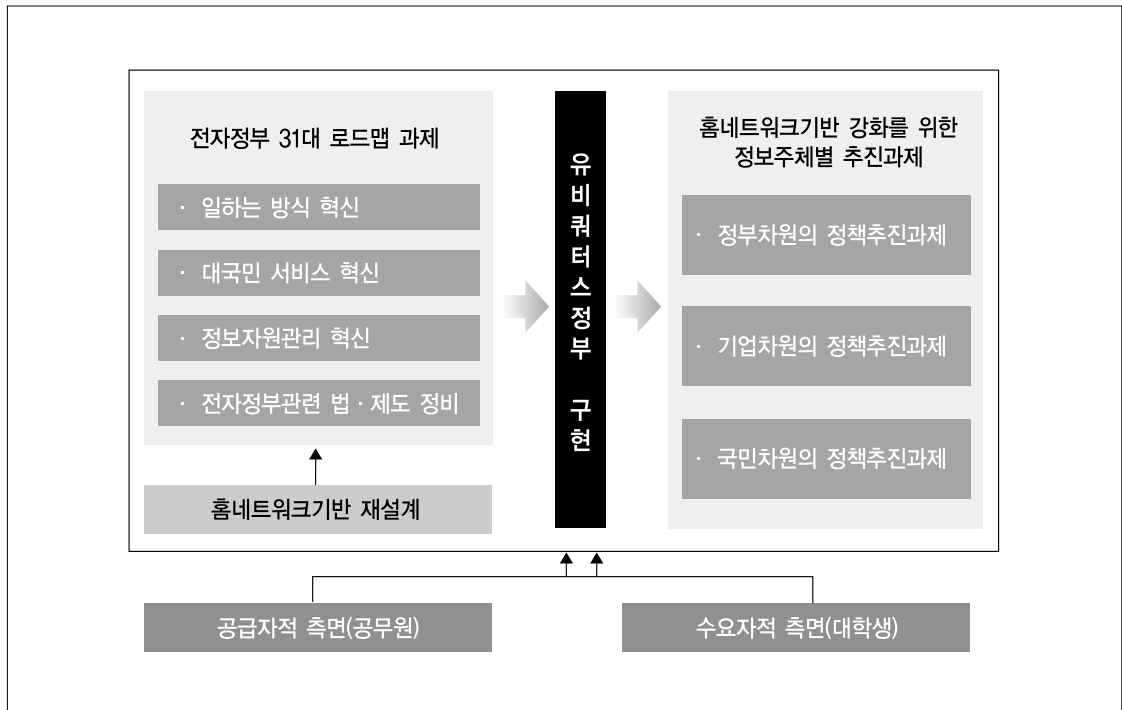 전자정부 31대 로드맵 과제
· 일하는 방식 혁신
· 대국민 서비스 혁신
· 정보자원관리 혁신
· 전자정부관련 법 · 제도 정비
홈네트워크기반 재설계
유비쿼터스정부 구현
홈네트워크기반 강화를 위한
정보주체별 추진과제
· 정부차원의 정책추진과제
· 기업차원의 정책추진과제
· 국민차원의 정책추진과제
공급자적 측면(공무원)
수요자적 측면(대학생)